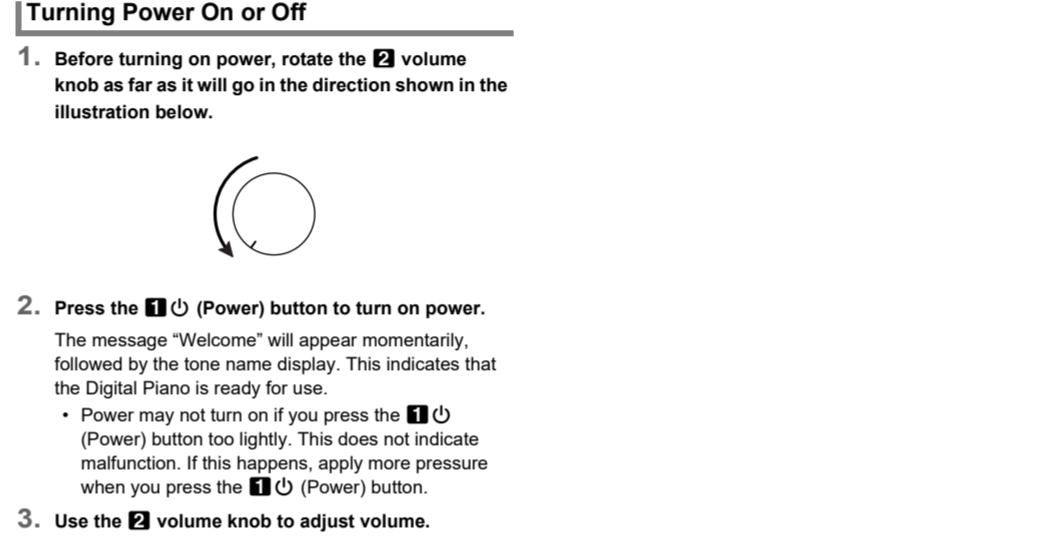 Turning Power On or Off
1. Before turning on power, rotate the 2 volume
knob as far as it will go in the direction shown in the
illustration below.
2. Press the 1 ⏻ (Power) button to turn on power.
The message “Welcome” will appear momentarily,
followed by the tone name display. This indicates that
the Digital Piano is ready for use.
• Power may not turn on if you press the 1 ⏻
(Power) button too lightly. This does not indicate
malfunction. If this happens, apply more pressure
when you press the 1 ⏻ (Power) button.
3. Use the 2 volume knob to adjust volume.